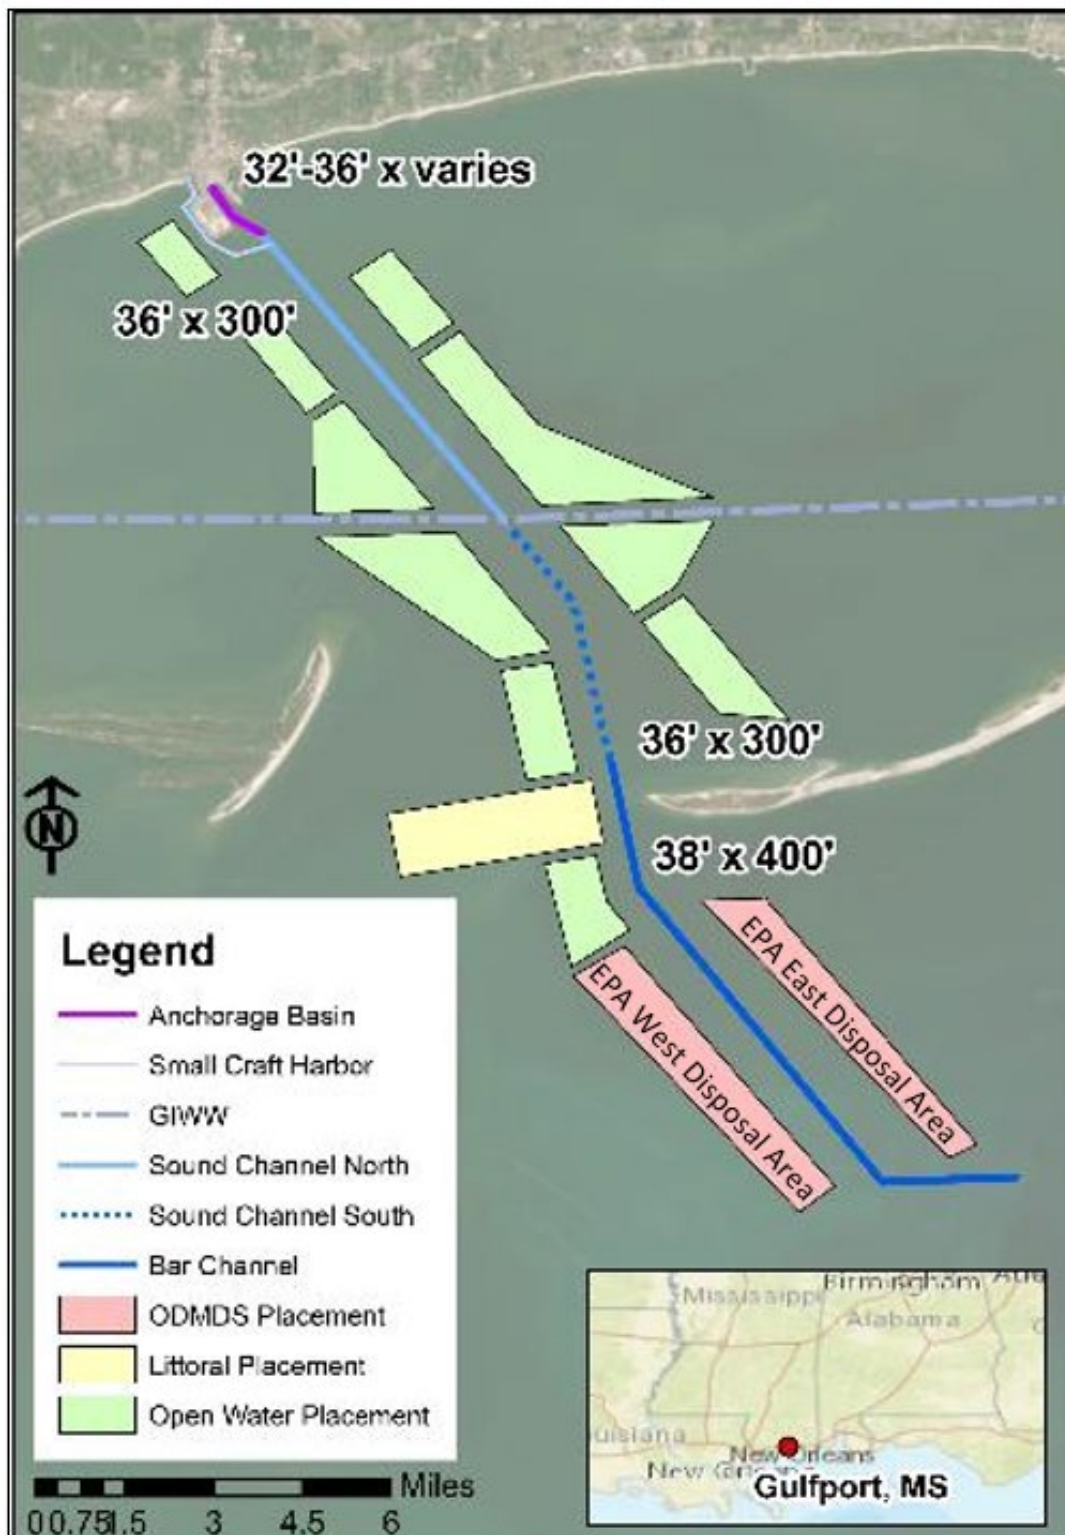 32'-36' x varies
36' x 300'
36' x 300'
38' x 400'
EPA East Disposal Area
EPA West Disposal Area
N
Legend
Anchorage Basin
Small Craft Harbor
GIWW
Sound Channel North
Sound Channel South
Bar Channel
ODMDS Placement
Littoral Placement
Open Water Placement
Miles
0 0.75 1.5 3 4.5 6
Birmingham
Mississippi
Alabama
New Orleans
Gulfport, MS